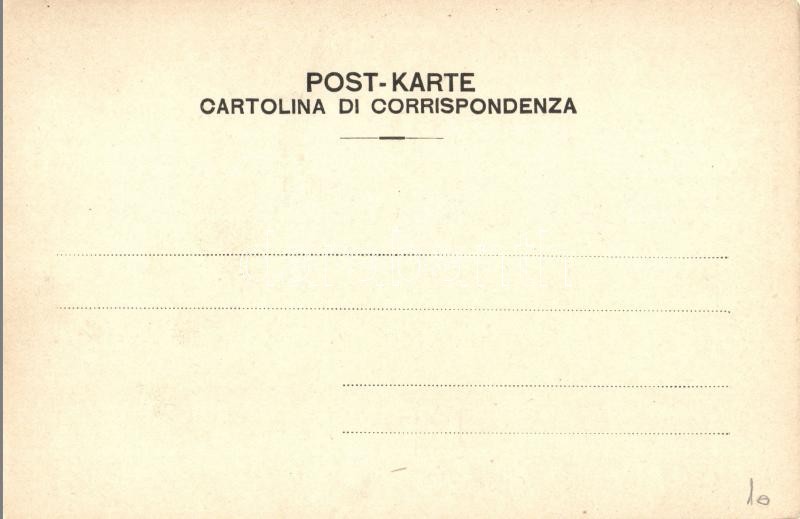 POST-KARTE
CARTOLINA DI CORRISPONDENZA
10